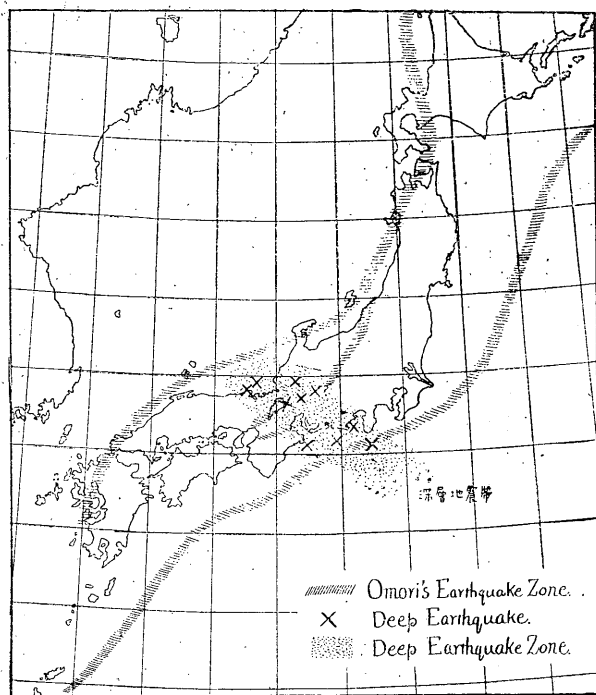 深層地震帶
Omori's Earthquake Zone.
Deep Earthquake.
Deep Earthquake Zone.